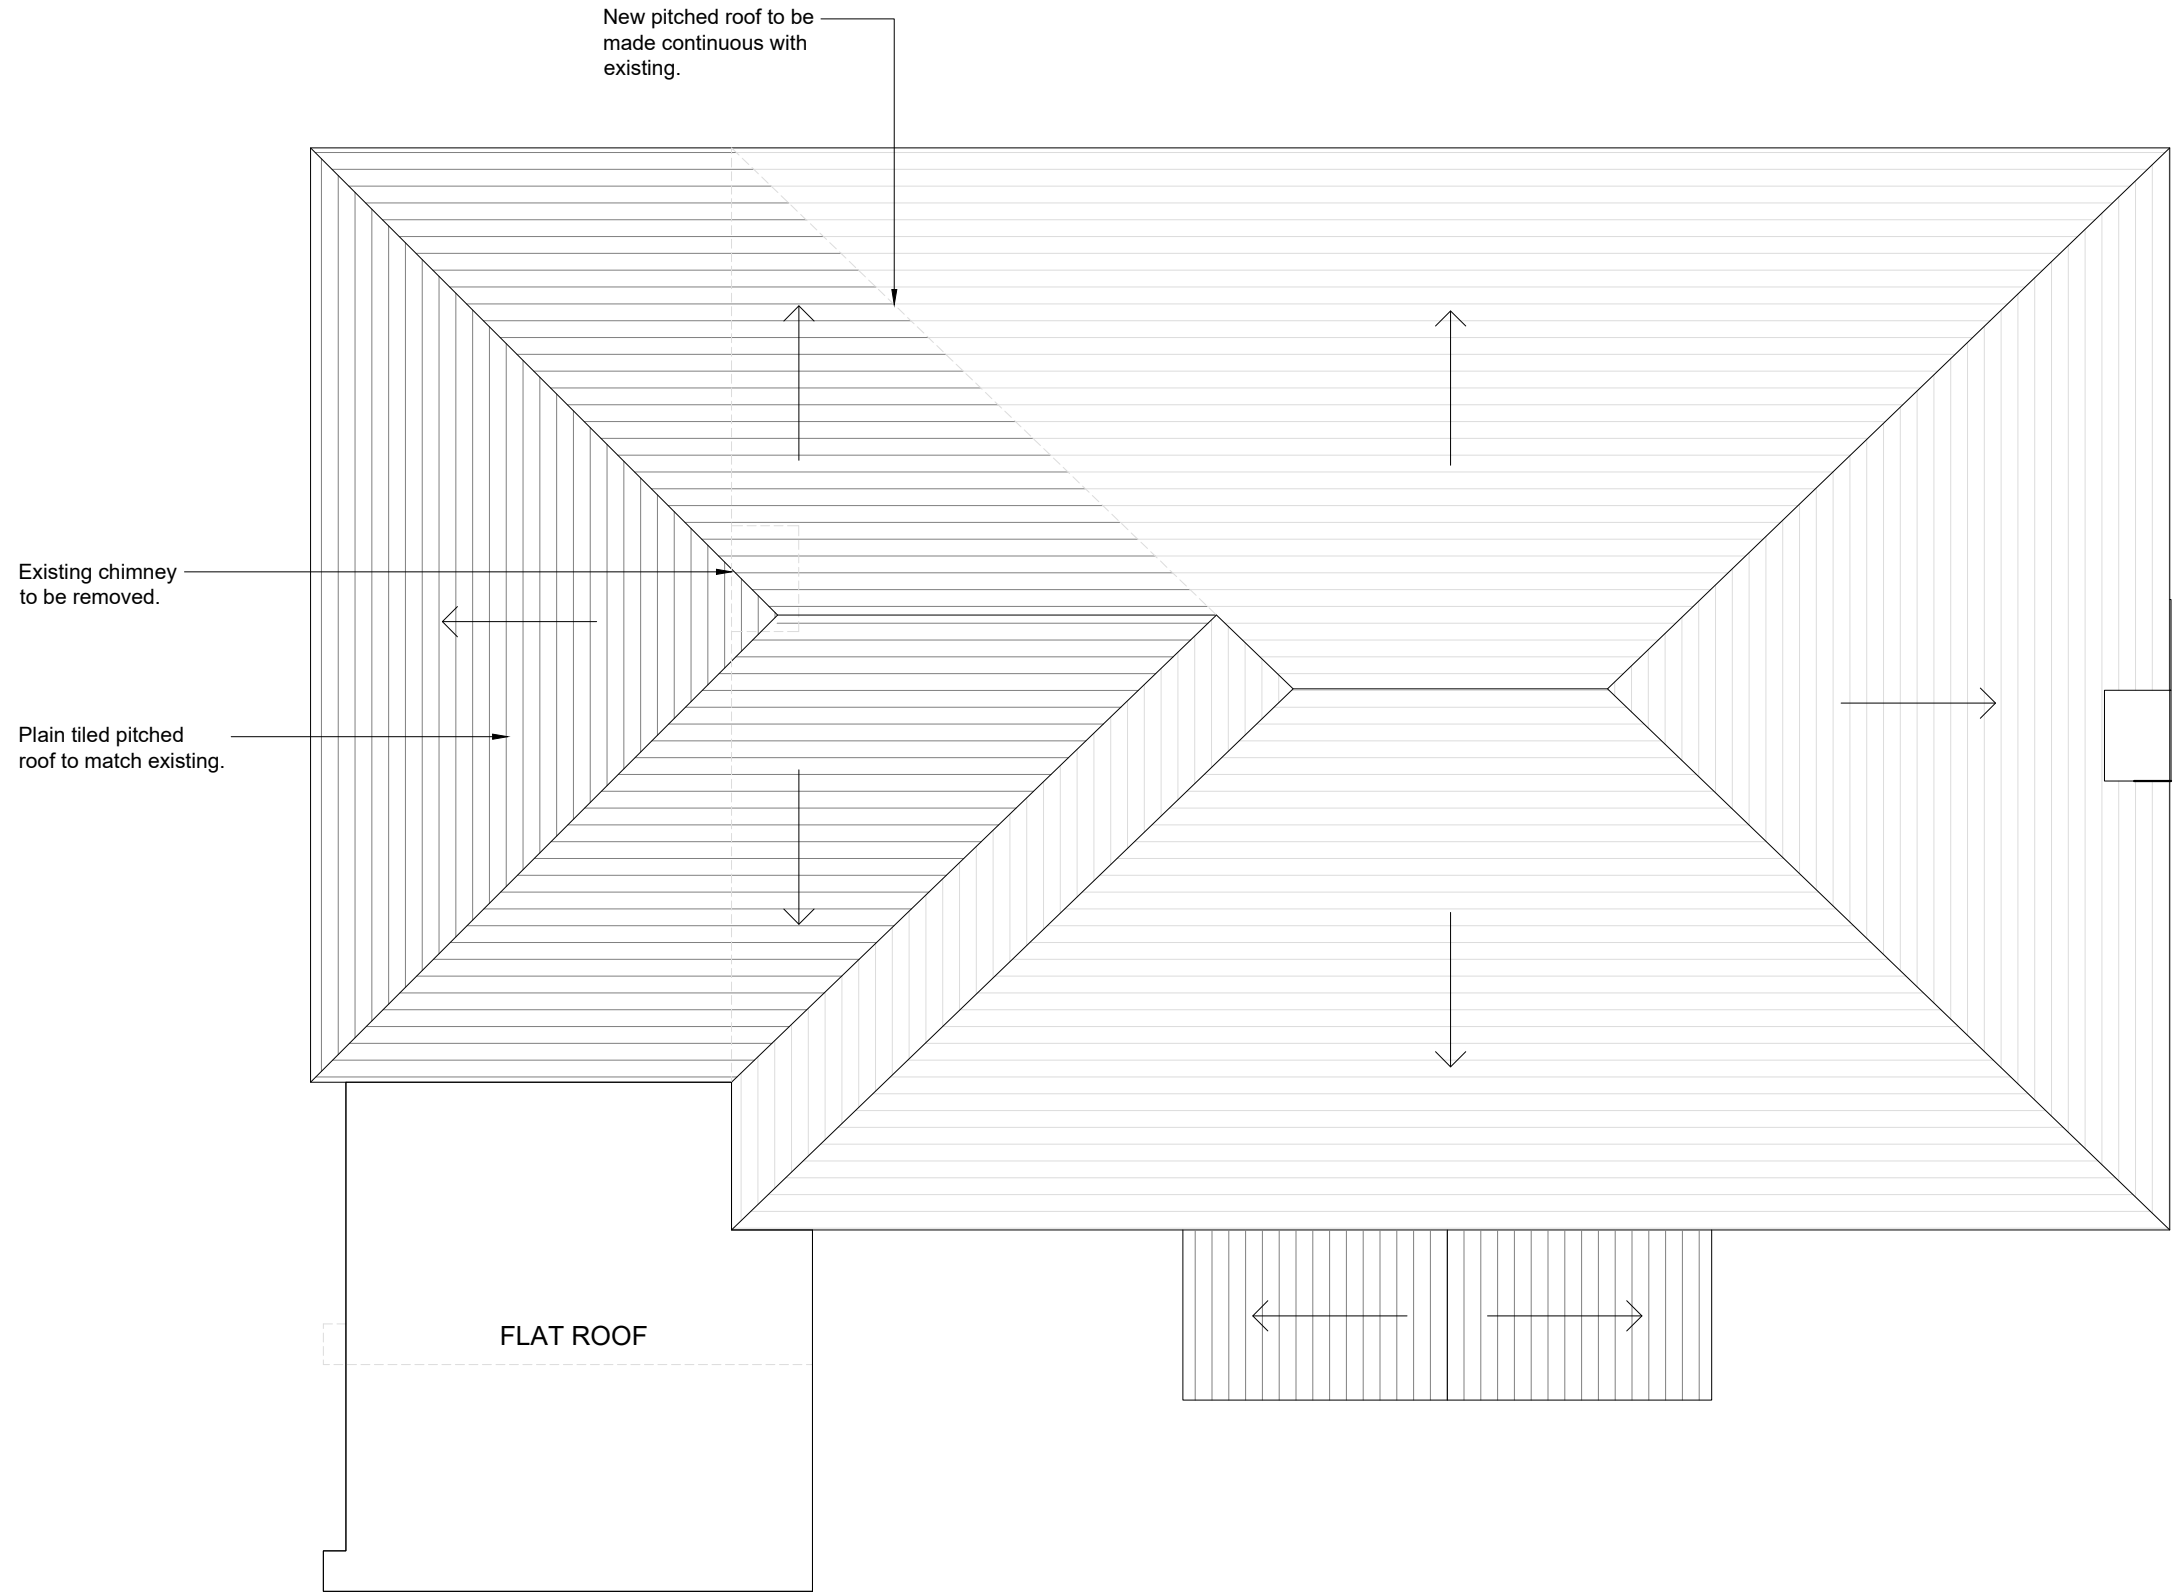 New pitched roof to be
made continuous with
existing.
Existing chimney
to be removed.
Plain tiled pitched
roof to match existing.
FLAT ROOF